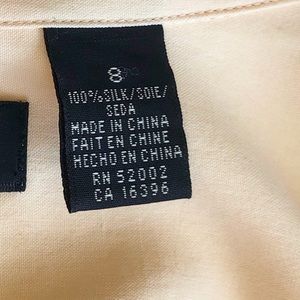 8
100% SILK/SOIE/
SEDA
MADE IN CHINA
FAIT EN CHINE
HECHO EN CHINA
RN 52002
CA 16396